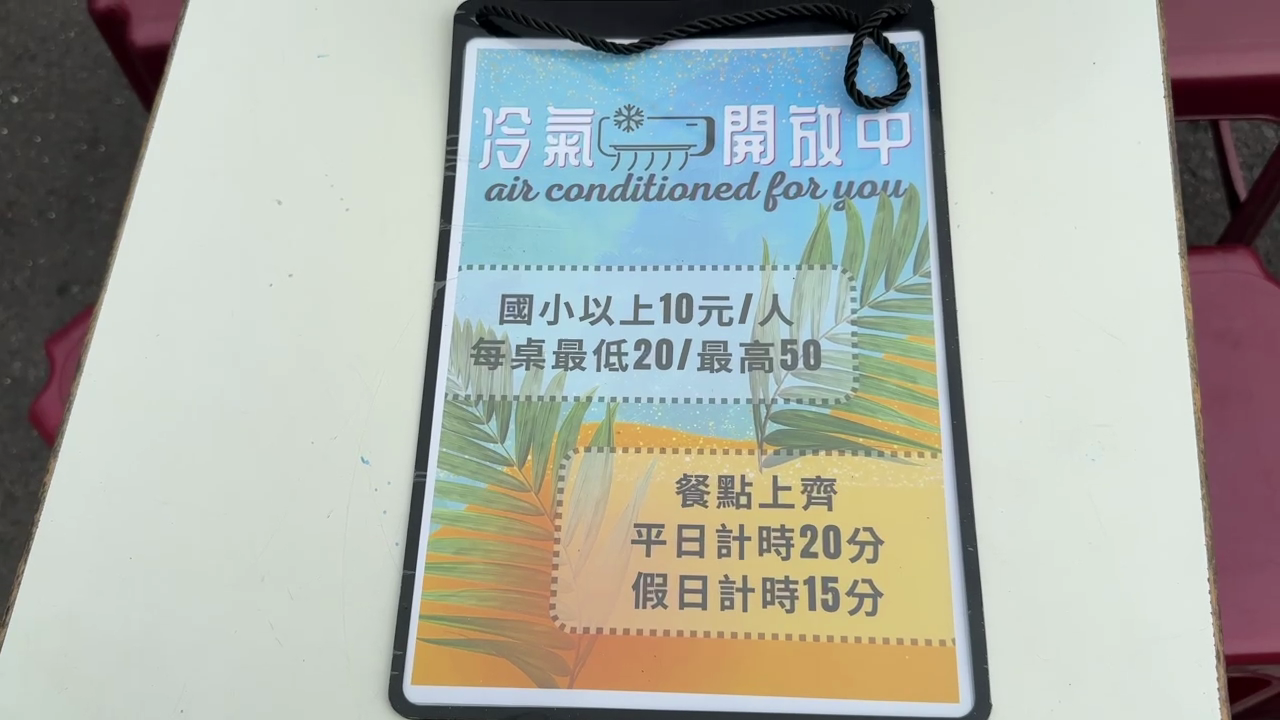 冷氣開放中
air conditioned for you
國小以上10元/人
每桌最低20/最高50
餐點上齊
平日計時20分
假日計時15分